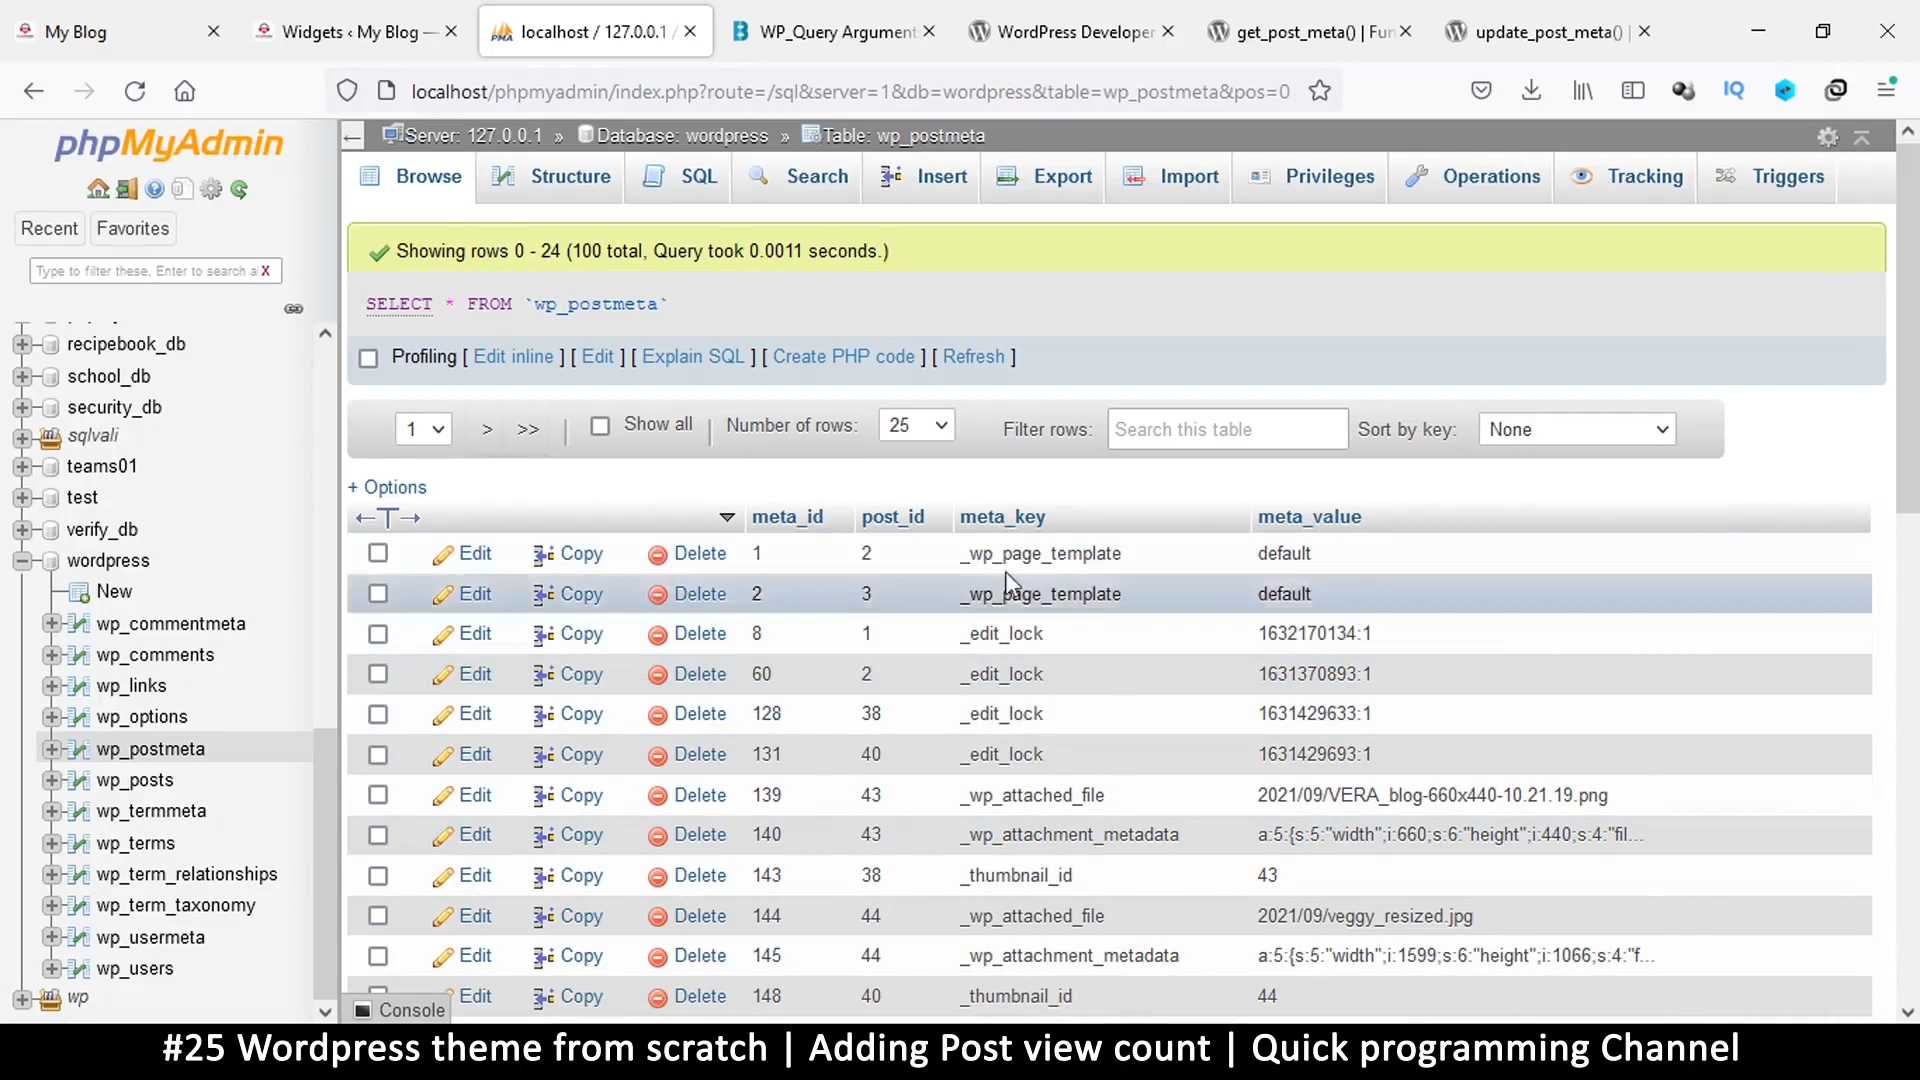 My Blog
Widgets ‹ My Blog —
localhost / 127.0.0.1 /
WP_Query Argument
WordPress Developer
get_post_meta() | Fun
update_post_meta() |
localhost/phpmyadmin/index.php?route=/sql&server=1&db=wordpress&table=wp_postmeta&pos=0
phpMyAdmin
Recent
Favorites
Type to filter these, Enter to search a
X
recipebook_db
school_db
security_db
sqlvali
teams01
test
verify_db
wordpress
New
wp_commentmeta
wp_comments
wp_links
wp_options
wp_postmeta
wp_posts
wp_termmeta
wp_terms
wp_term_relationships
wp_term_taxonomy
wp_usermeta
wp_users
wp
Server: 127.0.0.1 » Database: wordpress » Table: wp_postmeta
Browse Structure SQL Search Insert Export Import Privileges Operations Tracking Triggers
Showing rows 0 - 24 (100 total, Query took 0.0011 seconds.)
SELECT * FROM `wp_postmeta`
Profiling [ Edit inline ] [ Edit ] [ Explain SQL ] [ Create PHP code ] [ Refresh ]
1 > >> | Show all | Number of rows: 25 Filter rows: Search this table Sort by key: None
+ Options
meta_id post_id meta_key meta_value
Edit Copy Delete 1 2 _wp_page_template default
Edit Copy Delete 2 3 _wp_page_template default
Edit Copy Delete 8 1 _edit_lock 1632170134:1
Edit Copy Delete 60 2 _edit_lock 1631370893:1
Edit Copy Delete 128 38 _edit_lock 1631429633:1
Edit Copy Delete 131 40 _edit_lock 1631429693:1
Edit Copy Delete 139 43 _wp_attached_file 2021/09/VERA_blog-660x440-10.21.19.png
Edit Copy Delete 140 43 _wp_attachment_metadata a:5:{s:5:"width";i:660;s:6:"height";i:440;s:4:"fil...
Edit Copy Delete 143 38 _thumbnail_id 43
Edit Copy Delete 144 44 _wp_attached_file 2021/09/veggy_resized.jpg
Edit Copy Delete 145 44 _wp_attachment_metadata a:5:{s:5:"width";i:1599;s:6:"height";i:1066;s:4:"f...
Edit Copy Delete 148 40 _thumbnail_id 44
Console
#25 Wordpress theme from scratch | Adding Post view count | Quick programming Channel